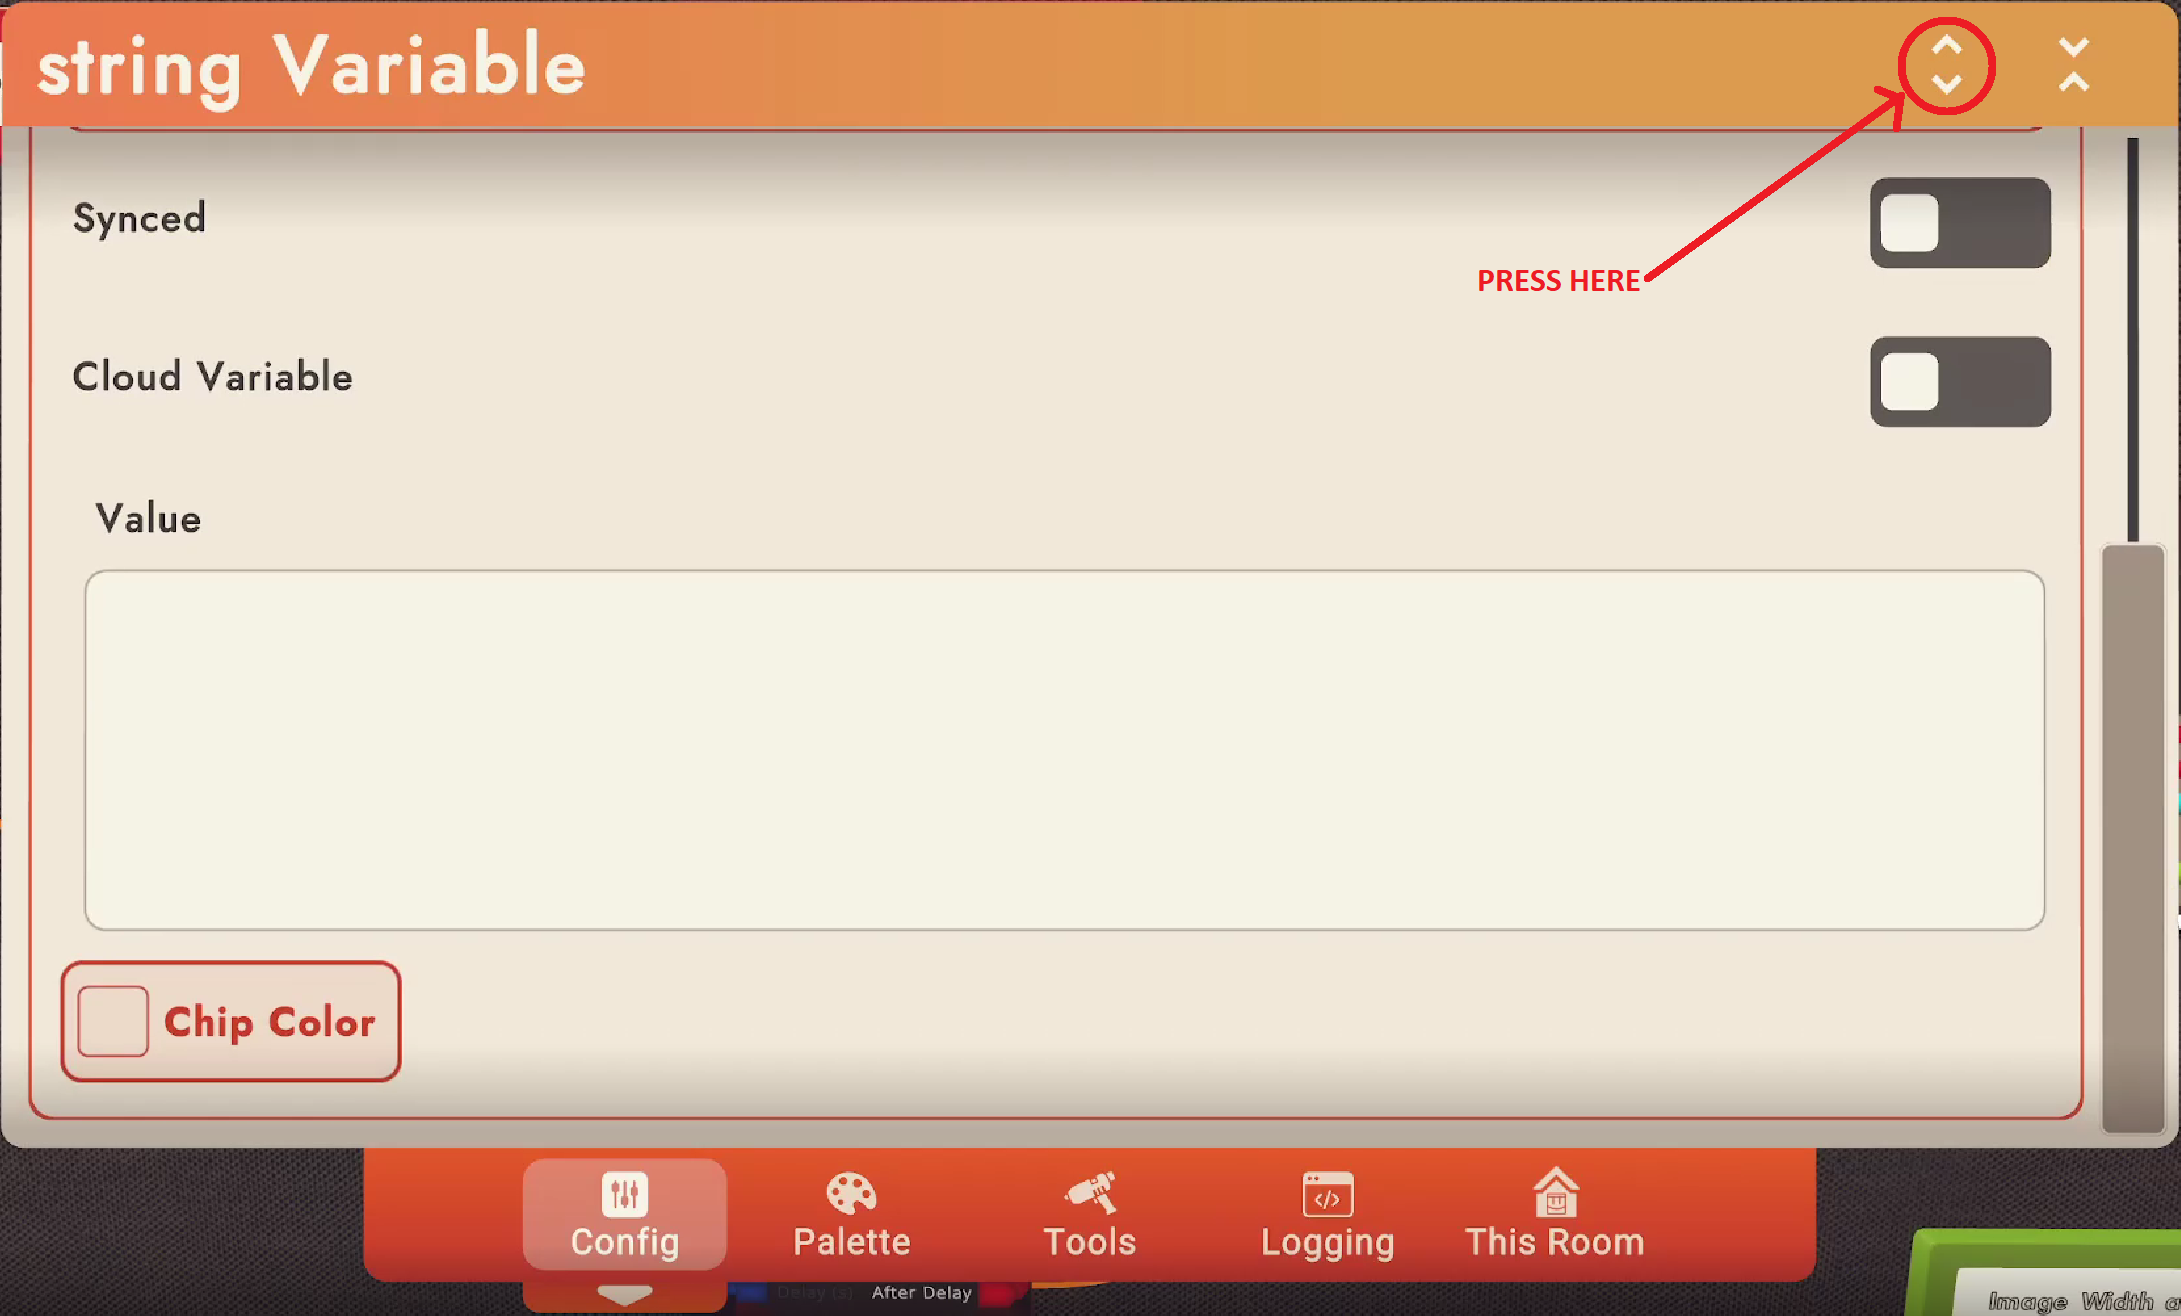 string Variable
Synced
PRESS HERE
Cloud Variable
Value
Chip Color
Config
Palette
Tools
Logging
This Room
Delay (s)
After Delay
Image Width